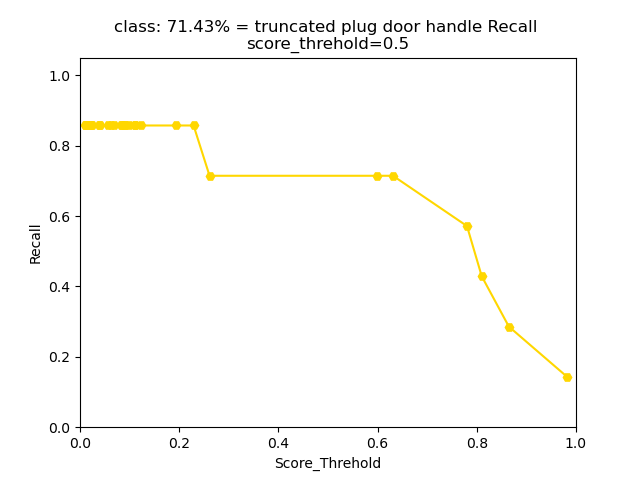 class: 71.43% = truncated plug door handle Recall
score_threhold=0.5
1.0
0.8
0.6
0.4
0.2
0.0
Recall
0.0 0.2 0.4 0.6 0.8 1.0
Score_Threhold